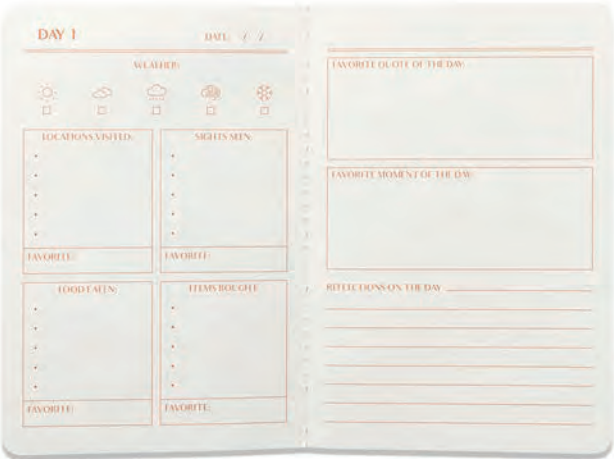 DAY 1 DATE: / /
WEATHER:
LOCATIONS VISITED:
SIGHTS SEEN:
FAVORITE:
FAVORITE:
FOOD EATEN:
ITEMS BOUGHT
FAVORITE:
FAVORITE:
FAVORITE QUOTE OF THE DAY:
FAVORITE MOMENT OF THE DAY:
REFLECTIONS ON THE DAY